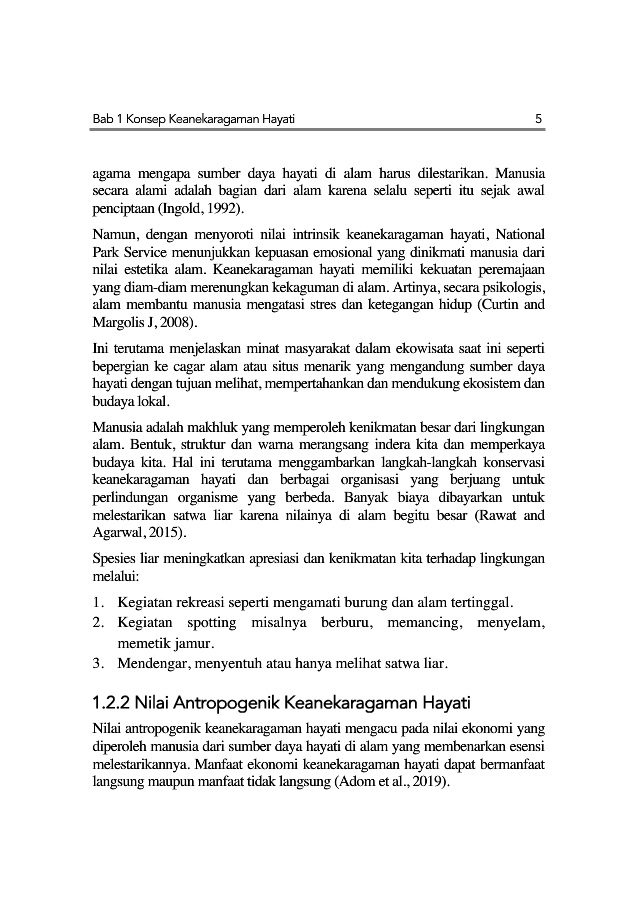 Bab 1 Konsep Keanekaragaman Hayati 5
agama mengapa sumber daya hayati di alam harus dilestarikan. Manusia
secara alami adalah bagian dari alam karena selalu seperti itu sejak awal
penciptaan (Ingold, 1992).
Namun, dengan menyoroti nilai intrinsik keanekaragaman hayati, National
Park Service menunjukkan kepuasan emosional yang dinikmati manusia dari
nilai estetika alam. Keanekaragaman hayati memiliki kekuatan peremajaan
yang diam-diam merenungkan kekaguman di alam. Artinya, secara psikologis,
alam membantu manusia mengatasi stres dan ketegangan hidup (Curtin and
Margolis J, 2008).
Ini terutama menjelaskan minat masyarakat dalam ekowisata saat ini seperti
bepergian ke cagar alam atau situs menarik yang mengandung sumber daya
hayati dengan tujuan melihat, mempertahankan dan mendukung ekosistem dan
budaya lokal.
Manusia adalah makhluk yang memperoleh kenikmatan besar dari lingkungan
alam. Bentuk, struktur dan warna merangsang indera kita dan memperkaya
budaya kita. Hal ini terutama menggambarkan langkah-langkah konservasi
keanekaragaman hayati dan berbagai organisasi yang berjuang untuk
perlindungan organisme yang berbeda. Banyak biaya dibayarkan untuk
melestarikan satwa liar karena nilainya di alam begitu besar (Rawat and
Agarwal, 2015).
Spesies liar meningkatkan apresiasi dan kenikmatan kita terhadap lingkungan
melalui:
1. Kegiatan rekreasi seperti mengamati burung dan alam tertinggal.
2. Kegiatan spotting misalnya berburu, memancing, menyelam,
memetik jamur.
3. Mendengar, menyentuh atau hanya melihat satwa liar.
1.2.2 Nilai Antropogenik Keanekaragaman Hayati
Nilai antropogenik keanekaragaman hayati mengacu pada nilai ekonomi yang
diperoleh manusia dari sumber daya hayati di alam yang membenarkan esensi
melestarikannya. Manfaat ekonomi keanekaragaman hayati dapat bermanfaat
langsung maupun manfaat tidak langsung (Adom et al., 2019).